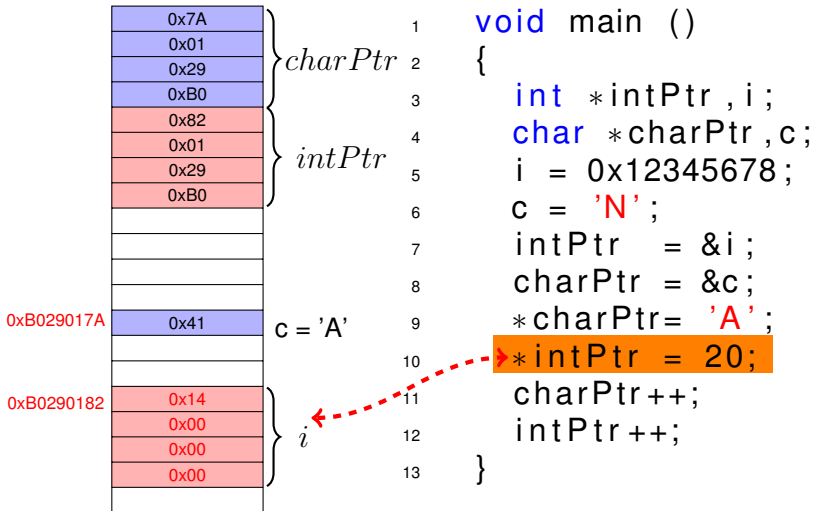 0x7A
0x01
0x29
0xB0
charPtr
0x82
0x01
0x29
0xB0
intPtr
0xB029017A 0x41 c = 'A'
0xB0290182 0x14
0x00
0x00
0x00
i
1 void main ()
2 {
3 int *intPtr ,i;
4 char *charPtr ,c;
5 i = 0x12345678;
6 c = 'N';
7 intPtr = &i;
8 charPtr = &c;
9 *charPtr= 'A';
10 *intPtr = 20;
11 charPtr++;
12 intPtr++;
13 }